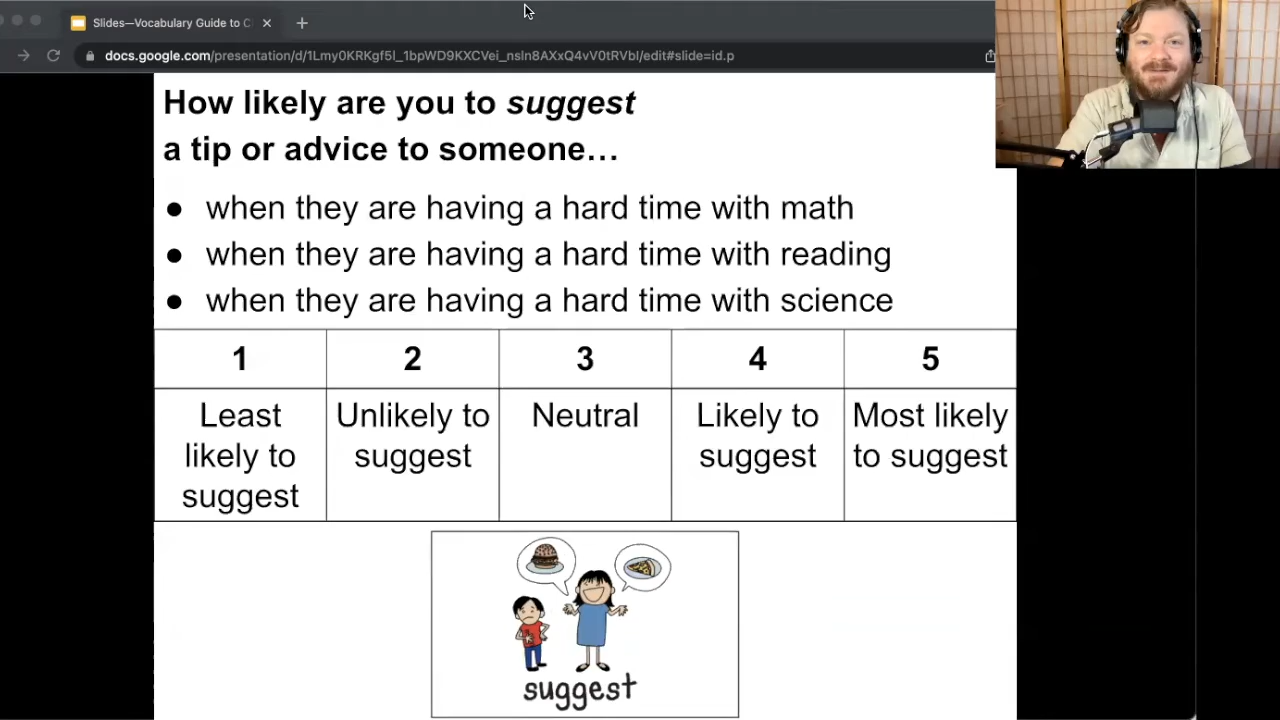 Slides—Vocabulary Guide to C
docs.google.com/presentation/d/1Lmy0KRKgf5l_1bpWD9KXCVei_nsIn8AXxQ4vV0tRVbI/edit#slide=id.p
How likely are you to suggest
a tip or advice to someone…
● when they are having a hard time with math
● when they are having a hard time with reading
● when they are having a hard time with science
1 2 3 4 5
Least Unlikely to Neutral Likely to Most likely
likely to suggest suggest to suggest
suggest
suggest